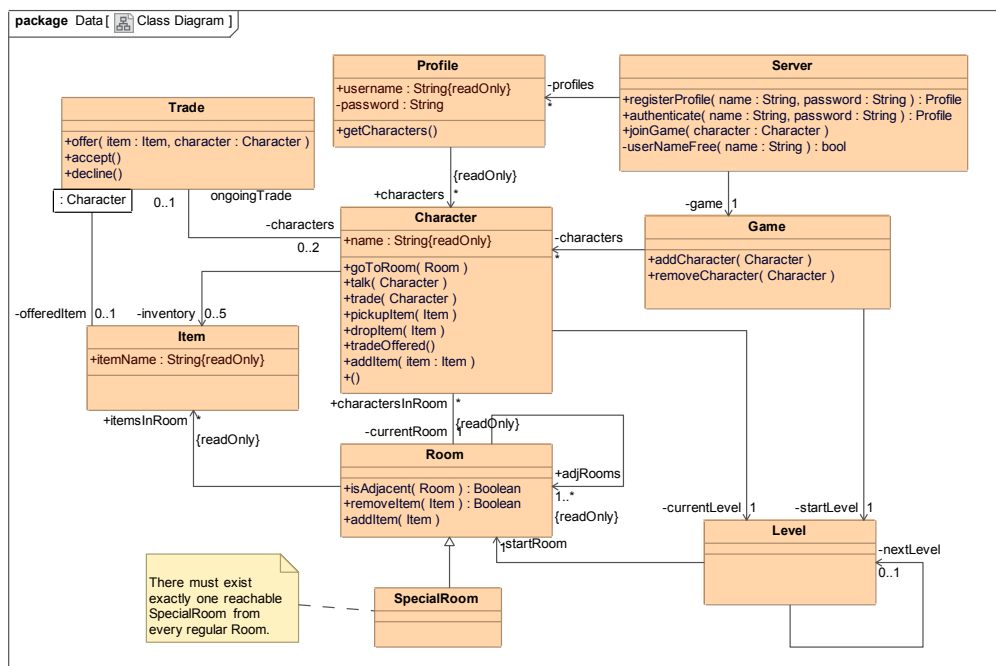 package Data [ Class Diagram ]
Profile
+username : String{readOnly}
-password : String
+getCharacters()
Server
+registerProfile( name : String, password : String ) : Profile
+authenticate( name : String, password : String ) : Profile
+joinGame( character : Character )
-userNameFree( name : String ) : bool
-profiles
*
Trade
+offer( item : Item, character : Character )
+accept()
+decline()
: Character
0..1
ongoingTrade
-characters
0..2
{readOnly}
+characters
*
-game
1
Character
+name : String{readOnly}
+goToRoom( Room )
+talk( Character )
+trade( Character )
+pickupItem( Item )
+dropItem( Item )
+tradeOffered()
+addItem( item : Item )
+()
-characters
*
Game
+addCharacter( Character )
+removeCharacter( Character )
-offeredItem
0..1
-inventory
0..5
Item
+itemName : String{readOnly}
+itemsInRoom
*
{readOnly}
+charactersInRoom
*
{readOnly}
-currentRoom
1
Room
+isAdjacent( Room ) : Boolean
+removeItem( Item ) : Boolean
+addItem( Item )
+adjRooms
1..*
{readOnly}
-currentLevel
1
-startLevel
1
-startRoom
1
Level
-nextLevel
0..1
There must exist
exactly one reachable
SpecialRoom from
every regular Room.
SpecialRoom